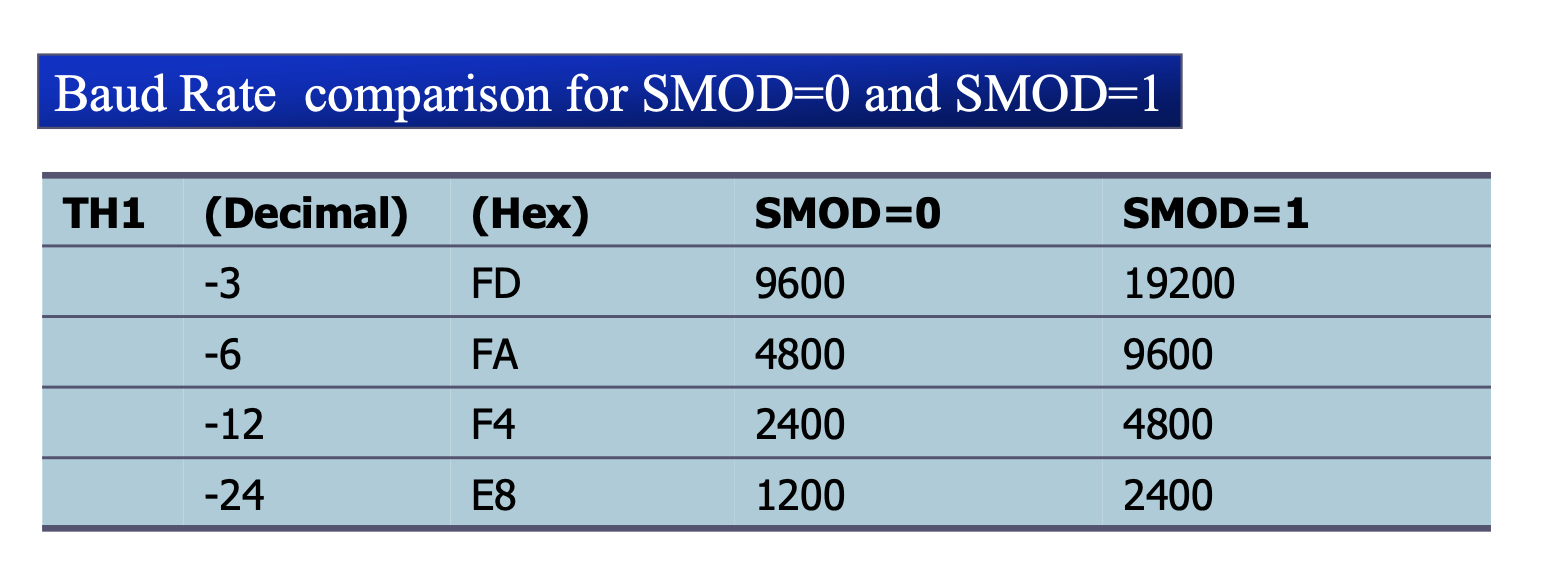 Baud Rate  comparison for SMOD=0 and SMOD=1
TH1 (Decimal) (Hex) SMOD=0 SMOD=1
-3 FD 9600 19200
-6 FA 4800 9600
-12 F4 2400 4800
-24 E8 1200 2400